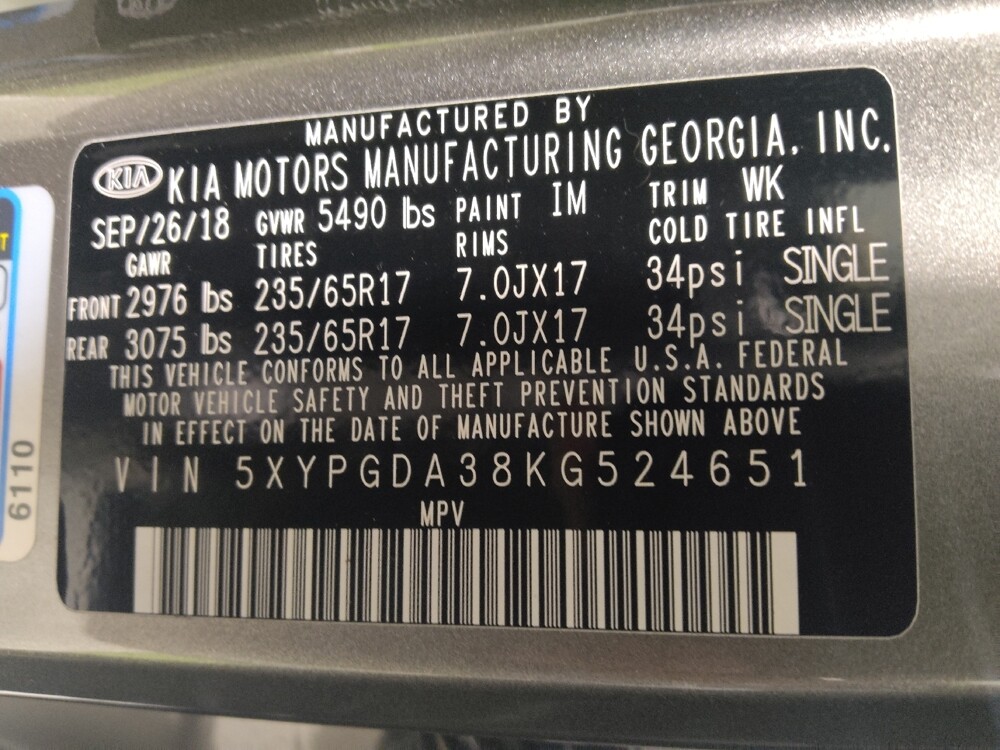 MANUFACTURED BY
KIA KIA MOTORS MANUFACTURING GEORGIA, INC.
SEP/26/18 GVWR 5490 lbs PAINT IM TRIM WK
GAWR TIRES RIMS COLD TIRE INFL
FRONT 2976 lbs 235/65R17 7.0JX17 34psi SINGLE
REAR 3075 lbs 235/65R17 7.0JX17 34psi SINGLE
THIS VEHICLE CONFORMS TO ALL APPLICABLE U.S.A. FEDERAL
MOTOR VEHICLE SAFETY AND THEFT PREVENTION STANDARDS
IN EFFECT ON THE DATE OF MANUFACTURE SHOWN ABOVE
VIN 5XYPGDA38KG524651
MPV
6110